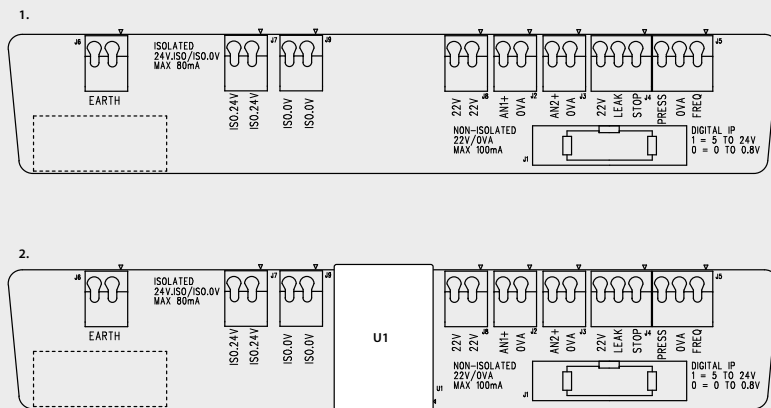 1.
J6
EARTH
ISOLATED
24V.ISO/ISO.0V
MAX 80mA
J7
ISO.24V
ISO.24V
J9
ISO.0V
ISO.0V
J8
22V
22V
J2
AN1+
0VA
J3
AN2+
0VA
J4
22V
LEAK
STOP
J5
PRESS
0VA
FREQ
NON-ISOLATED
22V/0VA
MAX 100mA
J1
DIGITAL IP
1 = 5 TO 24V
0 = 0 TO 0.8V
2.
J6
EARTH
ISOLATED
24V.ISO/ISO.0V
MAX 80mA
J7
ISO.24V
ISO.24V
J9
ISO.0V
ISO.0V
U1
U1
4
J8
22V
22V
J2
AN1+
0VA
J3
AN2+
0VA
J4
22V
LEAK
STOP
J5
PRESS
0VA
FREQ
NON-ISOLATED
22V/0VA
MAX 100mA
J1
DIGITAL IP
1 = 5 TO 24V
0 = 0 TO 0.8V